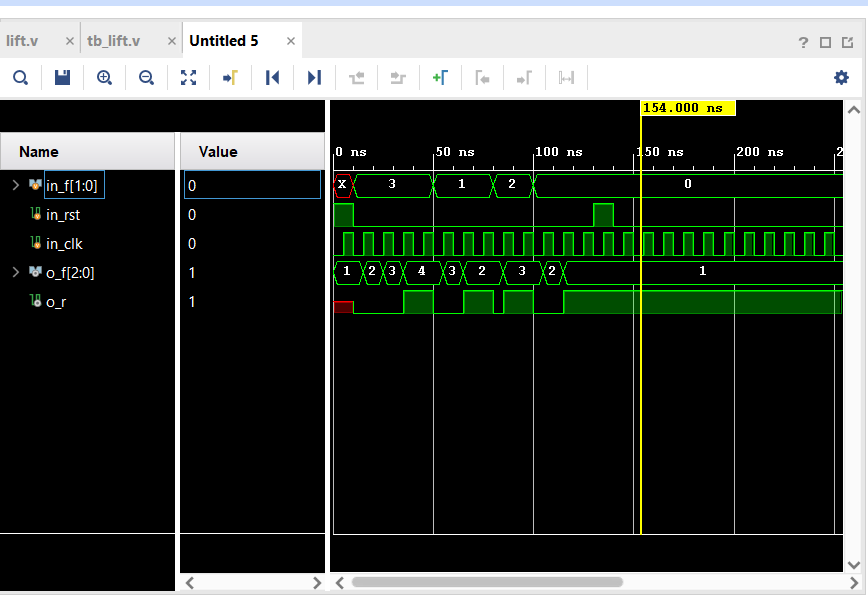 lift.v × tb_lift.v × Untitled 5 × ?
154.000 ns
Name Value 0 ns 50 ns 100 ns 150 ns 200 ns 2
in_f[1:0] 0 X 3 1 2 0
in_rst 0
in_clk 0
o_f[2:0] 1 1 2 3 4 3 2 3 2 1
o_r 1